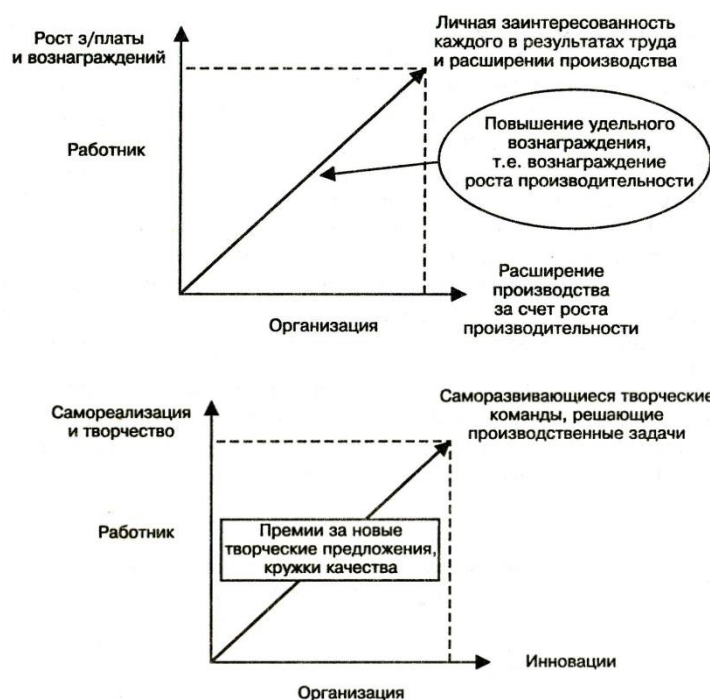 Рост з/платы
и вознаграждений
Личная заинтересованность
каждого в результатах труда
и расширении производства
Работник
Повышение удельного
вознаграждения,
т.е. вознаграждение
роста производительности
Организация
Расширение
производства
за счет роста
производительности
Самореализация
и творчество
Саморазвивающиеся творческие
команды, решающие
производственные задачи
Работник
Премии за новые
творческие предложения,
кружки качества
Инновации
Организация